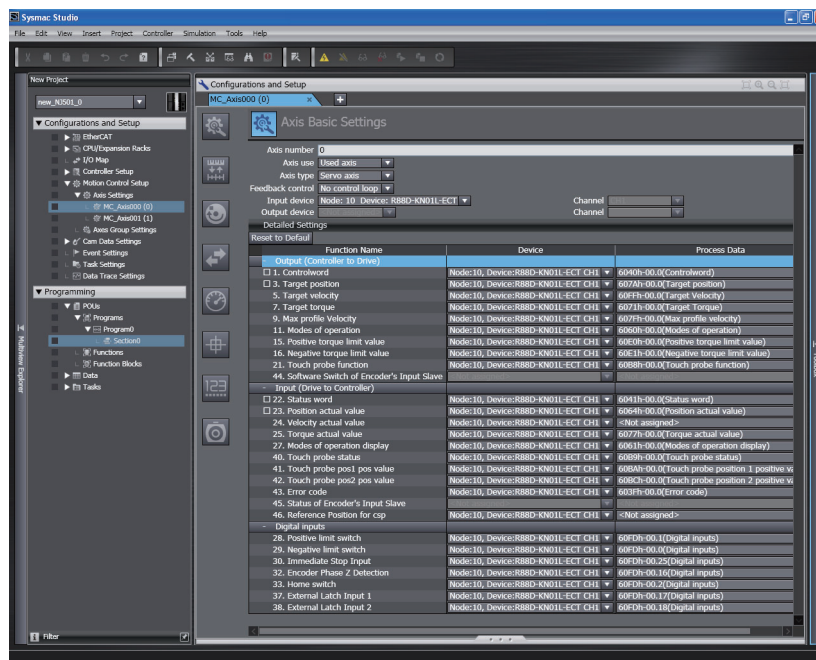 Sysmac Studio
File Edit View Insert Project Controller Simulation Tools Help
New Project
new_NJ501_0
Configurations and Setup
EtherCAT
CPU/Expansion Racks
I/O Map
Controller Setup
Motion Control Setup
Axis Settings
MC_Axis000 (0)
MC_Axis001 (1)
Axes Group Settings
Cam Data Settings
Event Settings
Task Settings
Data Trace Settings
Programming
POUs
Programs
Program0
Section0
Functions
Function Blocks
Data
Tasks
Filter
Multiview Explorer
Configurations and Setup
MC_Axis000 (0)
Axis Basic Settings
Axis number 0
Axis use Used axis
Axis type Servo axis
Feedback control No control loop
Input device Node: 10 Device: R88D-KN01L-ECT Channel CH1
Output device Channel
Detailed Settings
Reset to Defaul
Function Name Device Process Data
- Output (Controller to Drive)
1. Controlword Node:10, Device:R88D-KN01L-ECT CH1 6040h-00.0(Controlword)
3. Target position Node:10, Device:R88D-KN01L-ECT CH1 607Ah-00.0(Target position)
5. Target velocity Node:10, Device:R88D-KN01L-ECT CH1 60FFh-00.0(Target Velocity)
7. Target torque Node:10, Device:R88D-KN01L-ECT CH1 6071h-00.0(Target Torque)
9. Max profile Velocity Node:10, Device:R88D-KN01L-ECT CH1 607Fh-00.0(Max profile velocity)
11. Modes of operation Node:10, Device:R88D-KN01L-ECT CH1 6060h-00.0(Modes of operation)
15. Positive torque limit value Node:10, Device:R88D-KN01L-ECT CH1 60E0h-00.0(Positive torque limit value)
16. Negative torque limit value Node:10, Device:R88D-KN01L-ECT CH1 60E1h-00.0(Negative torque limit value)
21. Touch probe function Node:10, Device:R88D-KN01L-ECT CH1 60B8h-00.0(Touch probe function)
44. Software Switch of Encoder's Input Slave
- Input (Drive to Controller)
22. Status word Node:10, Device:R88D-KN01L-ECT CH1 6041h-00.0(Status word)
23. Position actual value Node:10, Device:R88D-KN01L-ECT CH1 6064h-00.0(Position actual value)
24. Velocity actual value Node:10, Device:R88D-KN01L-ECT CH1 <Not assigned>
25. Torque actual value Node:10, Device:R88D-KN01L-ECT CH1 6077h-00.0(Torque actual value)
27. Modes of operation display Node:10, Device:R88D-KN01L-ECT CH1 6061h-00.0(Modes of operation display)
40. Touch probe status Node:10, Device:R88D-KN01L-ECT CH1 60B9h-00.0(Touch probe status)
41. Touch probe pos1 pos value Node:10, Device:R88D-KN01L-ECT CH1 60BAh-00.0(Touch probe position 1 positive va
42. Touch probe pos2 pos value Node:10, Device:R88D-KN01L-ECT CH1 60BCh-00.0(Touch probe position 2 positive va
43. Error code Node:10, Device:R88D-KN01L-ECT CH1 603Fh-00.0(Error code)
45. Status of Encoder's Input Slave
46. Reference Position for csp Node:10, Device:R88D-KN01L-ECT CH1 <Not assigned>
- Digital inputs
28. Positive limit switch Node:10, Device:R88D-KN01L-ECT CH1 60FDh-00.1(Digital inputs)
29. Negative limit switch Node:10, Device:R88D-KN01L-ECT CH1 60FDh-00.0(Digital inputs)
30. Immediate Stop Input Node:10, Device:R88D-KN01L-ECT CH1 60FDh-00.25(Digital inputs)
32. Encoder Phase Z Detection Node:10, Device:R88D-KN01L-ECT CH1 60FDh-00.16(Digital inputs)
33. Home switch Node:10, Device:R88D-KN01L-ECT CH1 60FDh-00.2(Digital inputs)
37. External Latch Input 1 Node:10, Device:R88D-KN01L-ECT CH1 60FDh-00.17(Digital inputs)
38. External Latch Input 2 Node:10, Device:R88D-KN01L-ECT CH1 60FDh-00.18(Digital inputs)